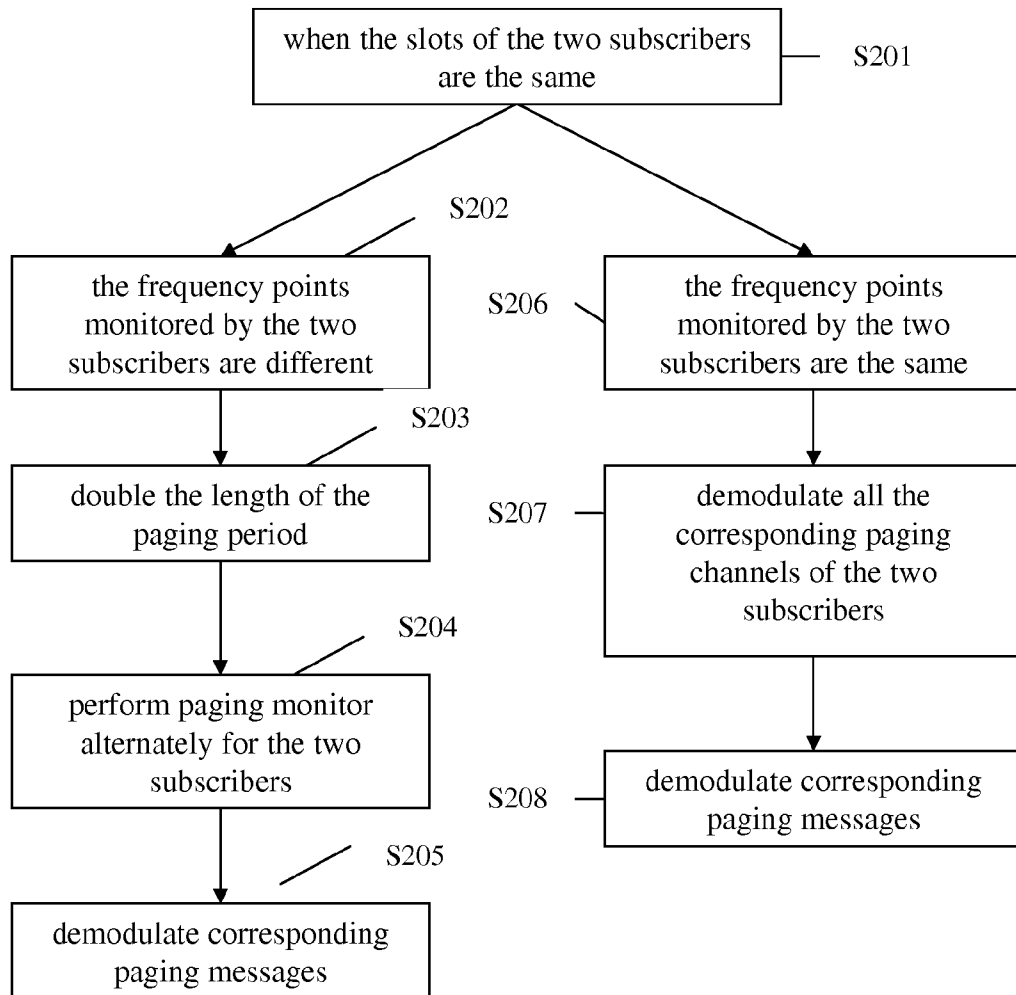 when the slots of the two subscribers
are the same
S201
S202
the frequency points
monitored by the two
subscribers are different
S203
double the length of the
paging period
S204
perform paging monitor
alternately for the two
subscribers
S205
demodulate corresponding
paging messages
S206
the frequency points
monitored by the two
subscribers are the same
S207
demodulate all the
corresponding paging
channels of the two
subscribers
S208
demodulate corresponding
paging messages